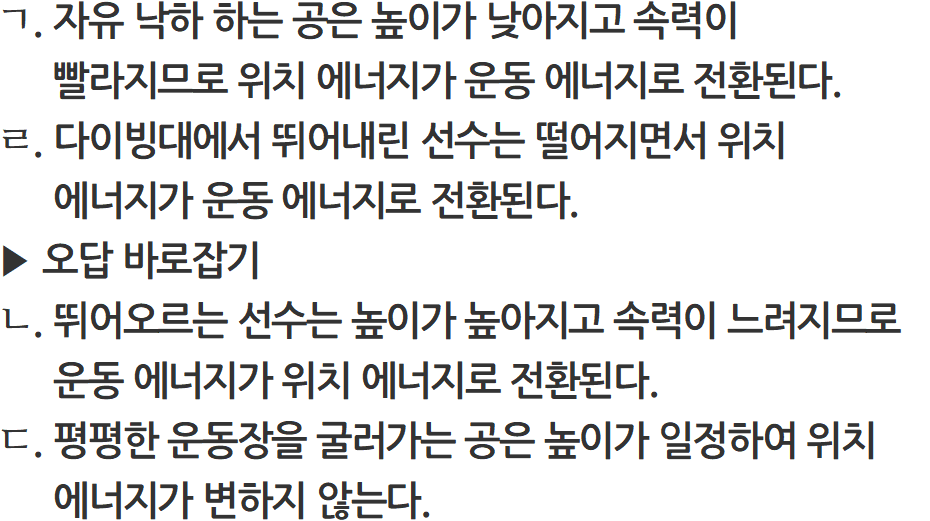 ㄱ. 자유 낙하 하는 공은 높이가 낮아지고 속력이
빨라지므로 위치 에너지가 운동 에너지로 전환된다.
ㄹ. 다이빙대에서 뛰어내린 선수는 떨어지면서 위치
에너지가 운동 에너지로 전환된다.
▶ 오답 바로잡기
ㄴ. 뛰어오르는 선수는 높이가 높아지고 속력이 느려지므로
운동 에너지가 위치 에너지로 전환된다.
ㄷ. 평평한 운동장을 굴러가는 공은 높이가 일정하여 위치
에너지가 변하지 않는다.